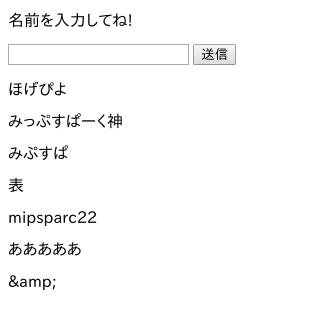 名前を入力してね!
送信
ほげぴよ
みっぷすぱーく神
みぷすぱ
表
mipsparc22
あああああ
&amp;